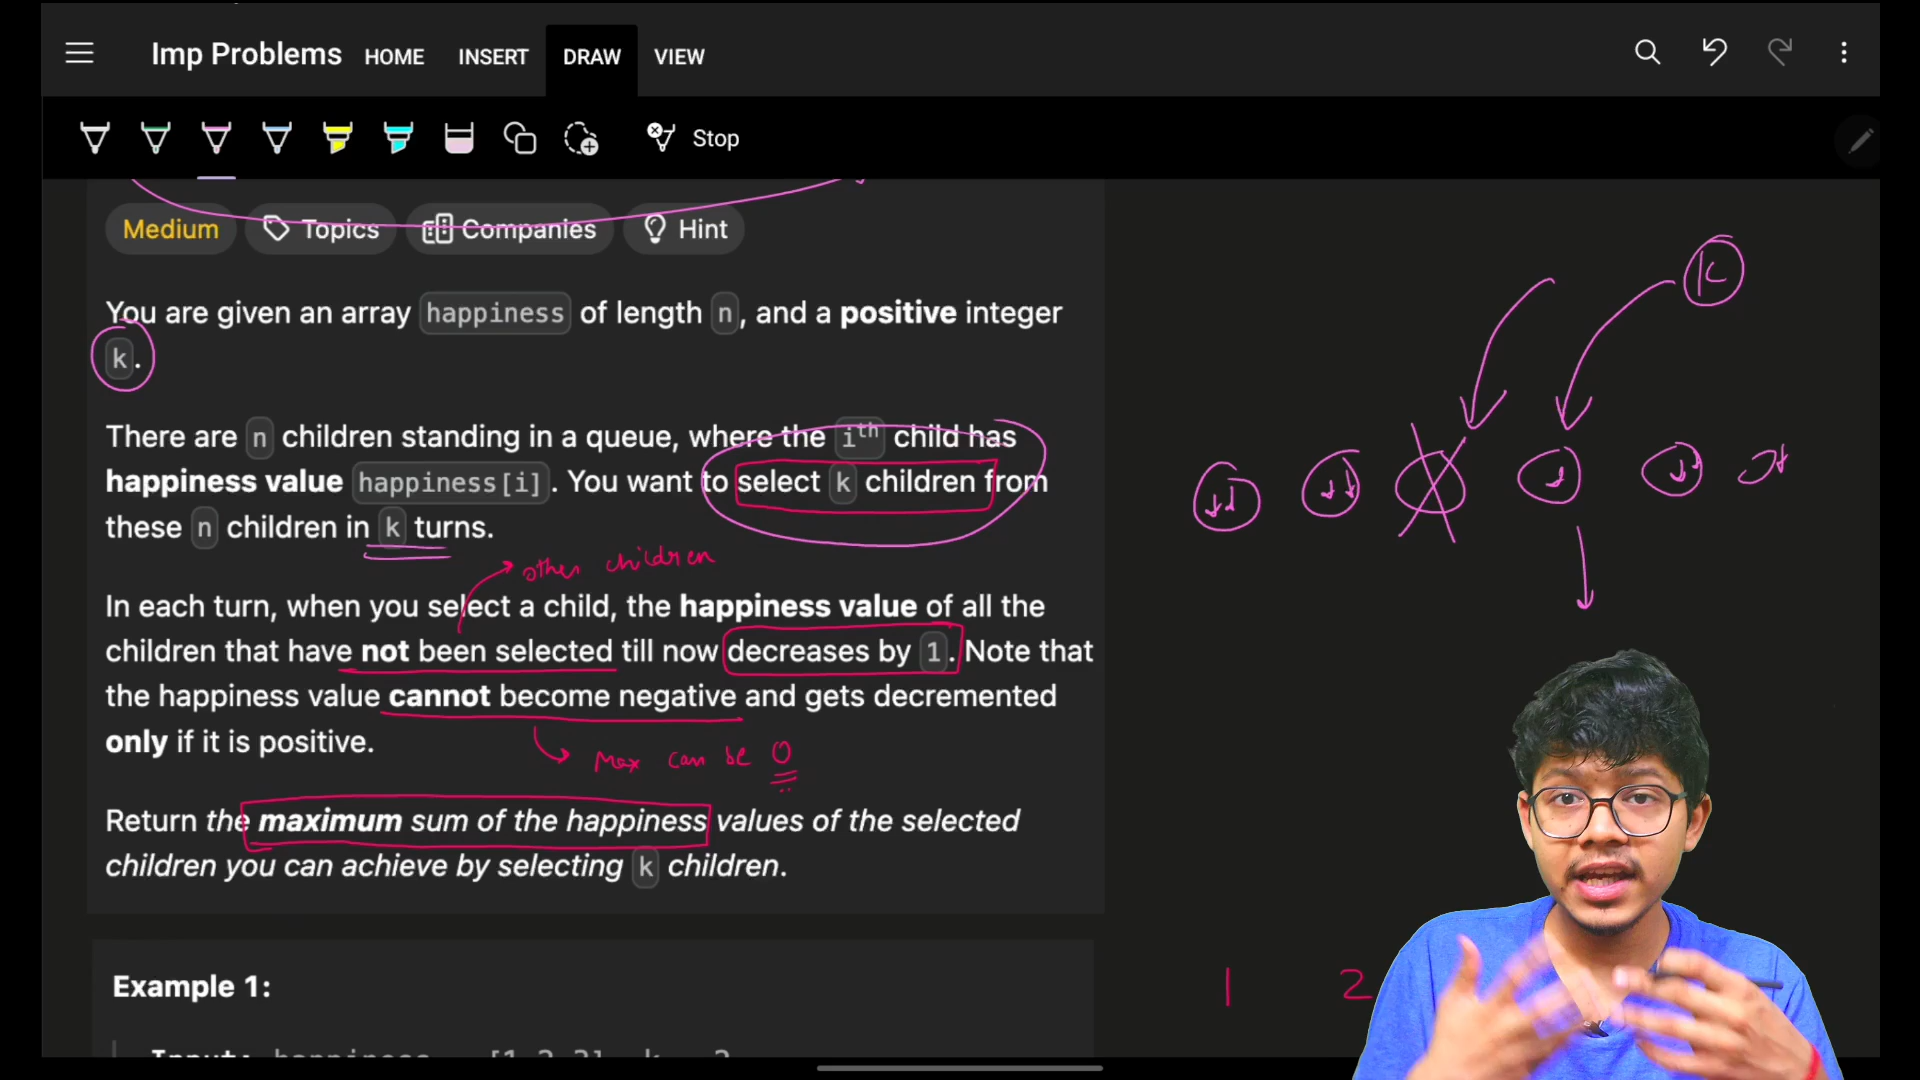 Imp Problems HOME INSERT DRAW VIEW
Stop
Medium Topics Companies Hint
You are given an array happiness of length n, and a positive integer
k.
There are n children standing in a queue, where the iᵗʰ child has
happiness value happiness[i]. You want to select k children from
these n children in k turns.
other children
In each turn, when you select a child, the happiness value of all the
children that have not been selected till now decreases by 1. Note that
the happiness value cannot become negative and gets decremented
only if it is positive.
Max can be 0
Return the maximum sum of the happiness values of the selected
children you can achieve by selecting k children.
Example 1:
K
1 2